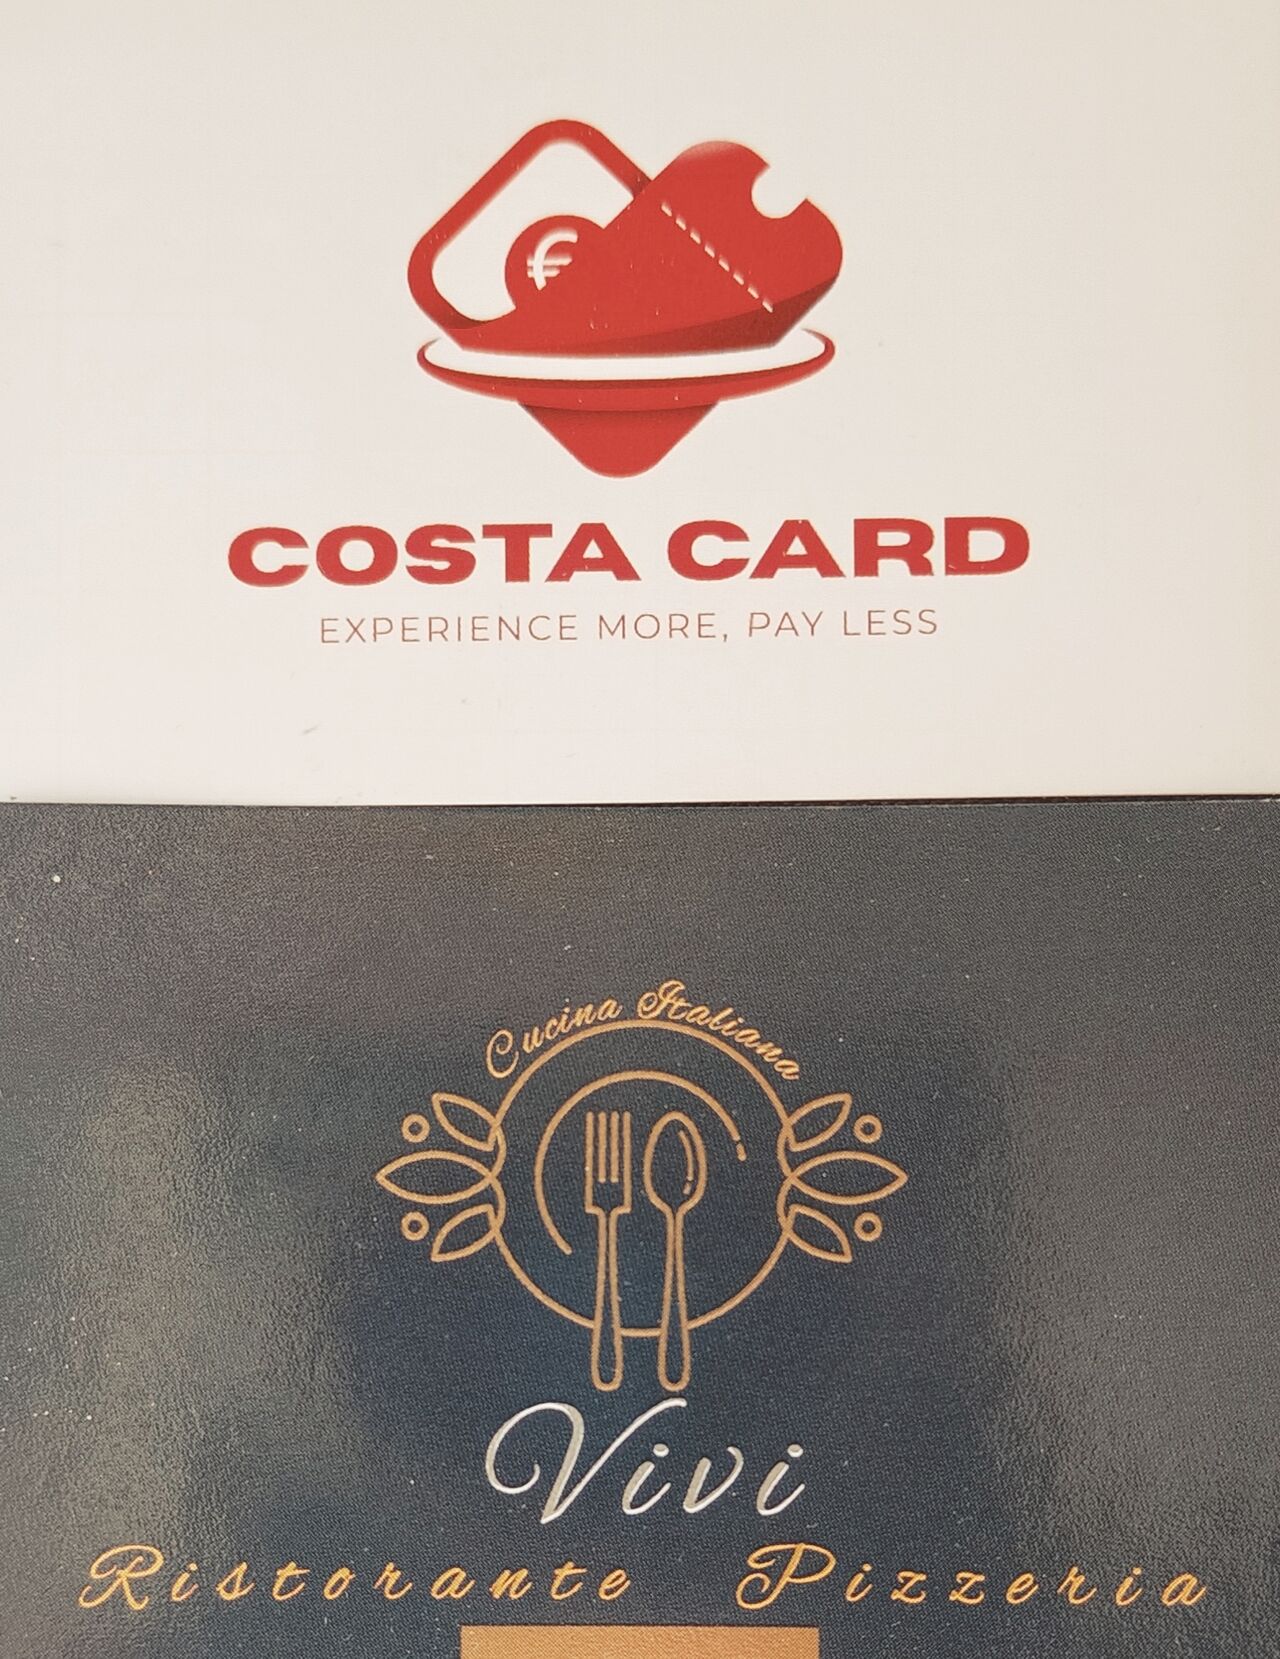 €
COSTA CARD
EXPERIENCE MORE, PAY LESS
Cucina Italiana
Vivi
Ristorante Pizzeria